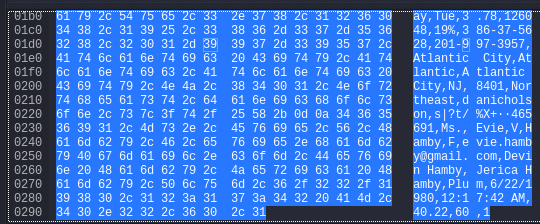 01b0 61 79 2c 54 75 65 2c 33 2e 37 38 2c 31 32 36 30 ay,Tue,3 .78,1260
01c0 34 38 2c 31 39 25 2c 33 38 36 2d 33 37 2d 35 36 48,19%,3 86-37-56
01d0 32 38 2c 32 30 31 2d 39 39 37 2d 33 39 35 37 2c 28,201-9 97-3957,
01e0 41 74 6c 61 6e 74 69 63 20 43 69 74 79 2c 41 74 Atlantic City,At
01f0 6c 61 6e 74 69 63 2c 41 74 6c 61 6e 74 69 63 20 lantic,A tlantic
0200 43 69 74 79 2c 4e 4a 2c 38 34 30 31 2c 4e 6f 72 City,NJ, 8401,Nor
0210 74 68 65 61 73 74 2c 64 61 6e 69 63 68 6f 6c 73 theast,d anichols
0220 6f 6e 2c 73 7c 3f 74 2f 25 58 2b 0d 0a 34 36 35 on,s|?t/ %X+··465
0230 36 39 31 2c 4d 73 2e 2c 45 76 69 65 2c 56 2c 48 691,Ms., Evie,V,H
0240 61 6d 62 79 2c 46 2c 65 76 69 65 2e 68 61 6d 62 amby,F,e vie.hamb
0250 79 40 67 6d 61 69 6c 2e 63 6f 6d 2c 44 65 76 69 y@gmail. com,Devi
0260 6e 20 48 61 6d 62 79 2c 4a 65 72 69 63 61 20 48 n Hamby, Jerica H
0270 61 6d 62 79 2c 50 6c 75 6d 2c 36 2f 32 32 2f 31 amby,Plu m,6/22/1
0280 39 38 30 2c 31 32 3a 31 37 3a 34 32 20 41 4d 2c 980,12:1 7:42 AM,
0290 34 30 2e 32 32 2c 36 30 2c 31 40.22,60 ,1